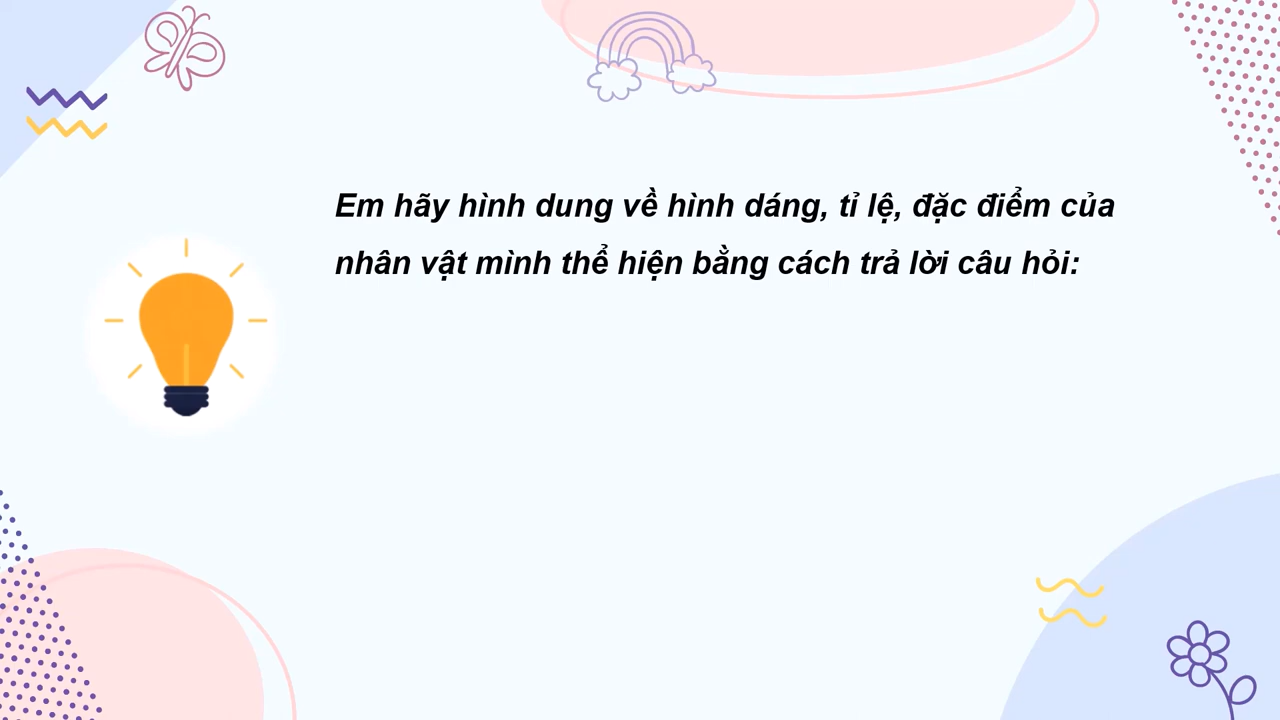 Em hãy hình dung về hình dáng, tỉ lệ, đặc điểm của
nhân vật mình thể hiện bằng cách trả lời câu hỏi: